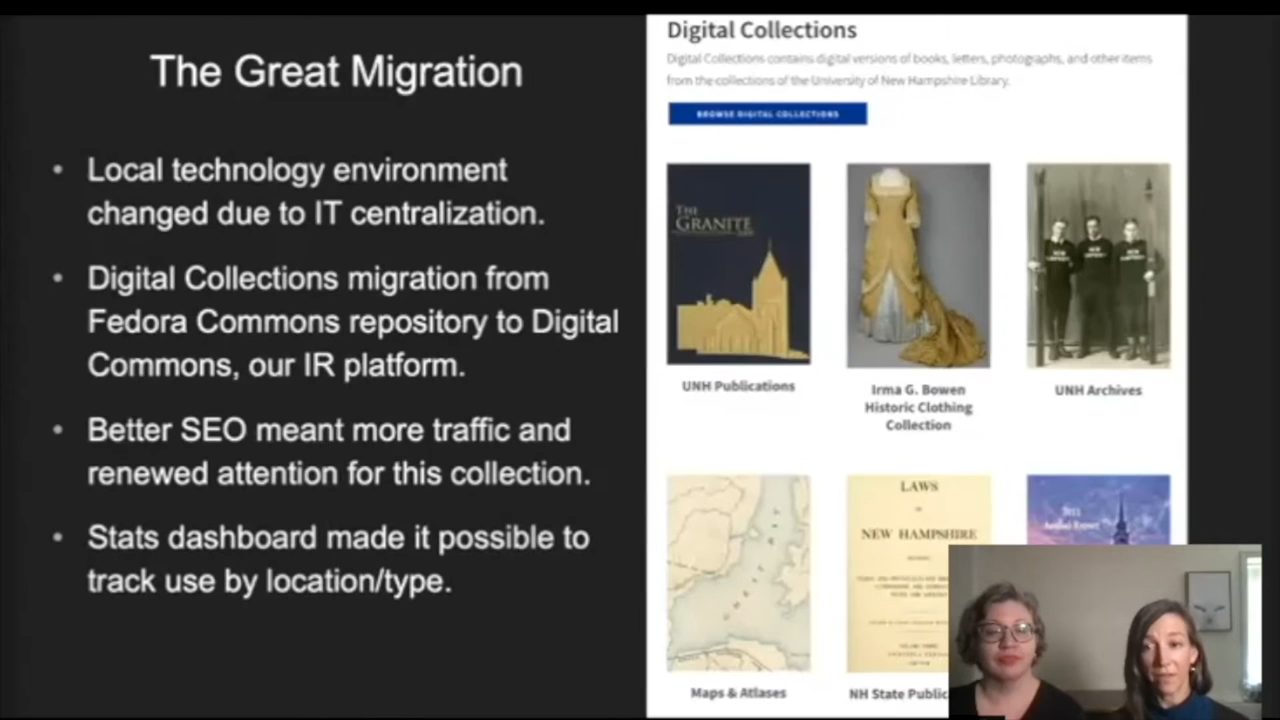 The Great Migration
• Local technology environment
changed due to IT centralization.
• Digital Collections migration from
Fedora Commons repository to Digital
Commons, our IR platform.
• Better SEO meant more traffic and
renewed attention for this collection.
• Stats dashboard made it possible to
track use by location/type.
Digital Collections
Digital Collections contains digital versions of books, letters, photographs, and other items
from the collections of the University of New Hampshire Library.
BROWSE DIGITAL COLLECTIONS
THE
GRANITE
UNH Publications
Irma G. Bowen
Historic Clothing
Collection
UNH Archives
LAWS
OF
NEW HAMPSHIRE
Maps & Atlases
NH State Public